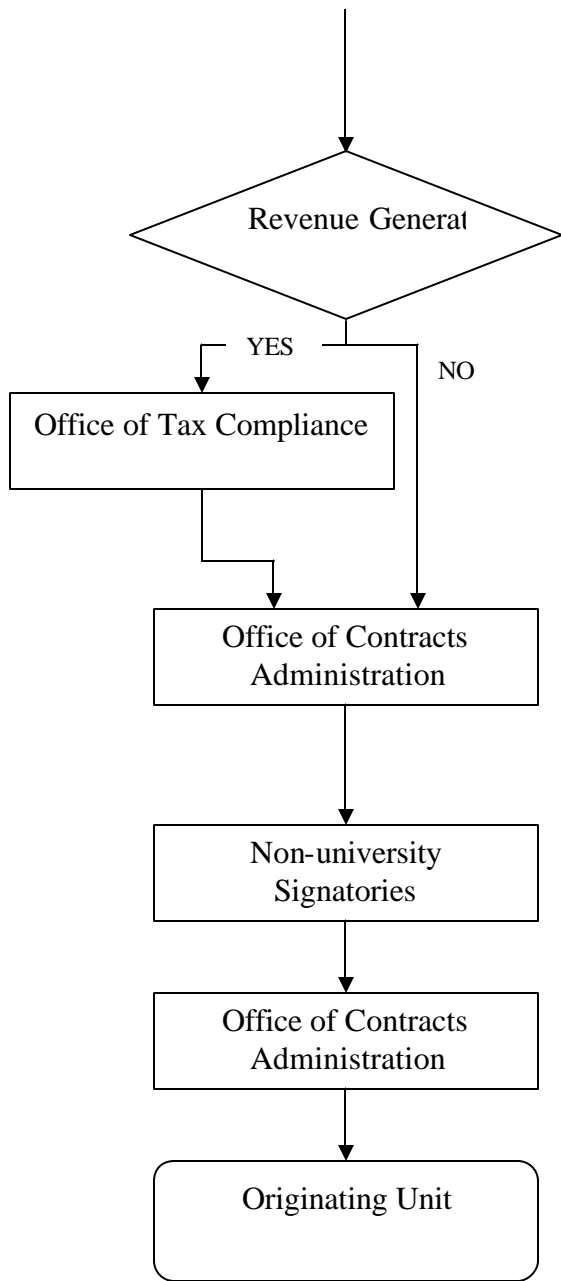 Revenue Generat
YES
NO
Office of Tax Compliance
Office of Contracts
Administration
Non-university
Signatories
Office of Contracts
Administration
Originating Unit